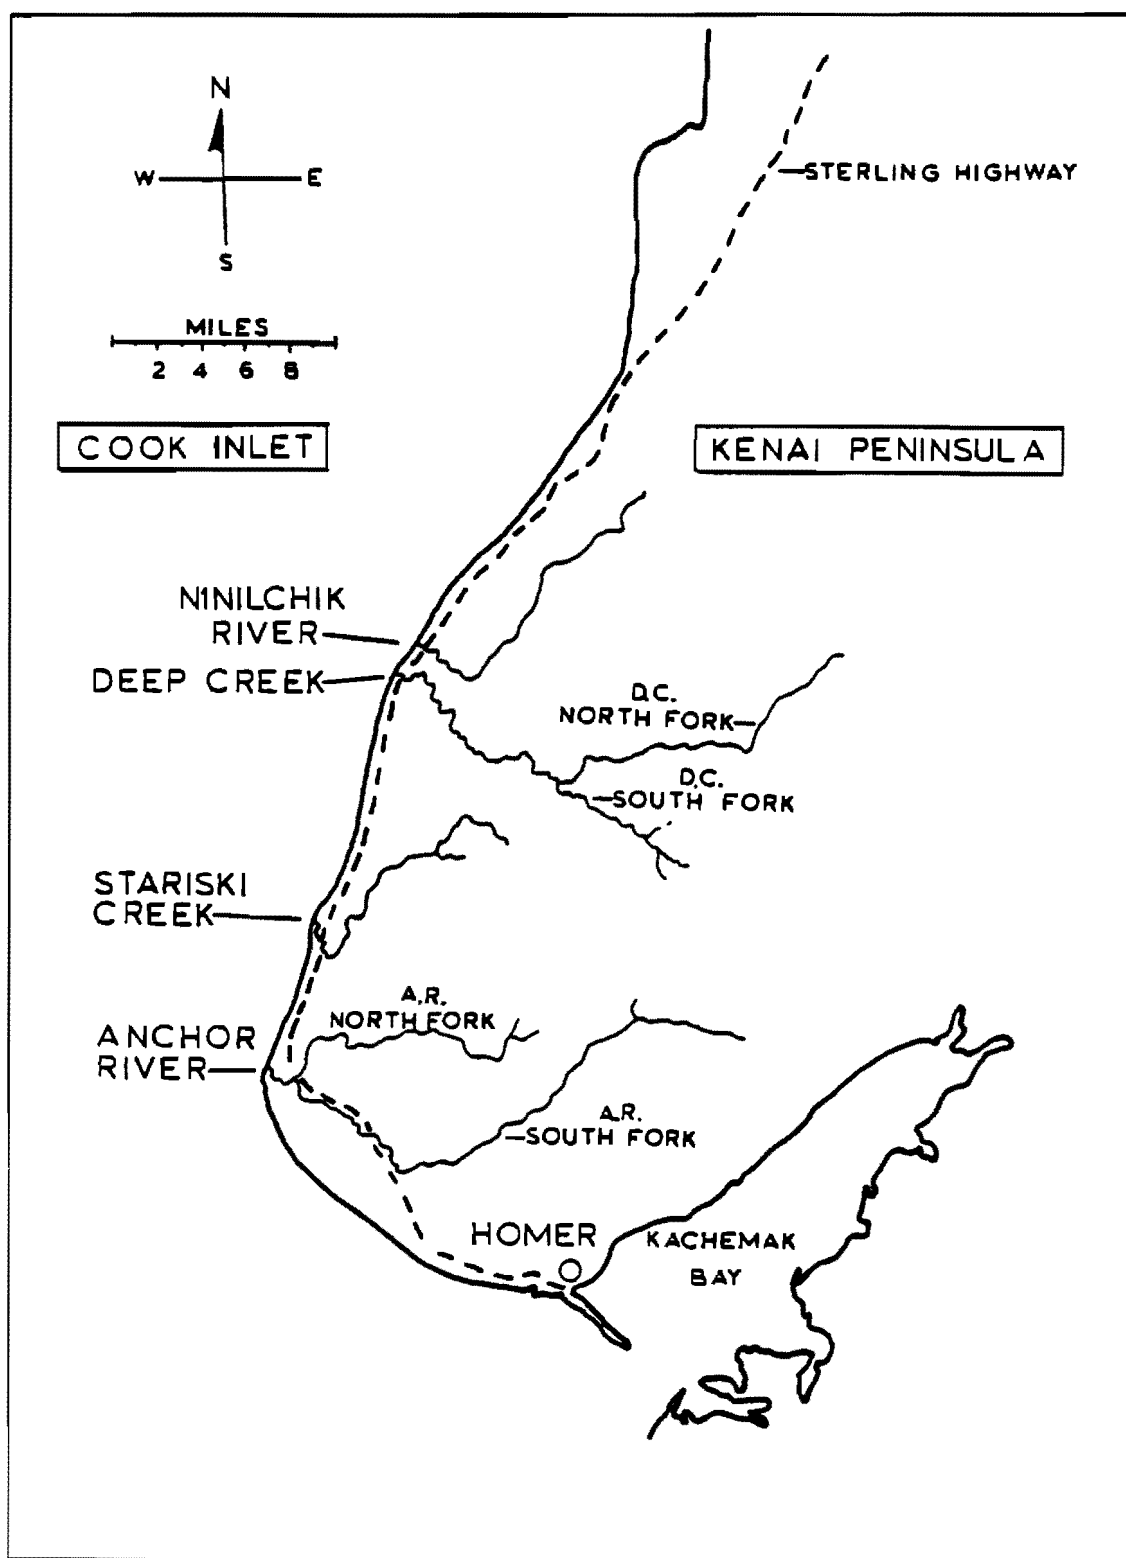 N
W E
S
STERLING HIGHWAY
MILES
2 4 6 8
COOK INLET
KENAI PENINSULA
NINILCHIK
RIVER
DEEP CREEK
D.C.
NORTH FORK
D.C.
SOUTH FORK
STARISKI
CREEK
A.R.
NORTH FORK
ANCHOR
RIVER
A.R.
SOUTH FORK
HOMER
KACHEMAK
BAY